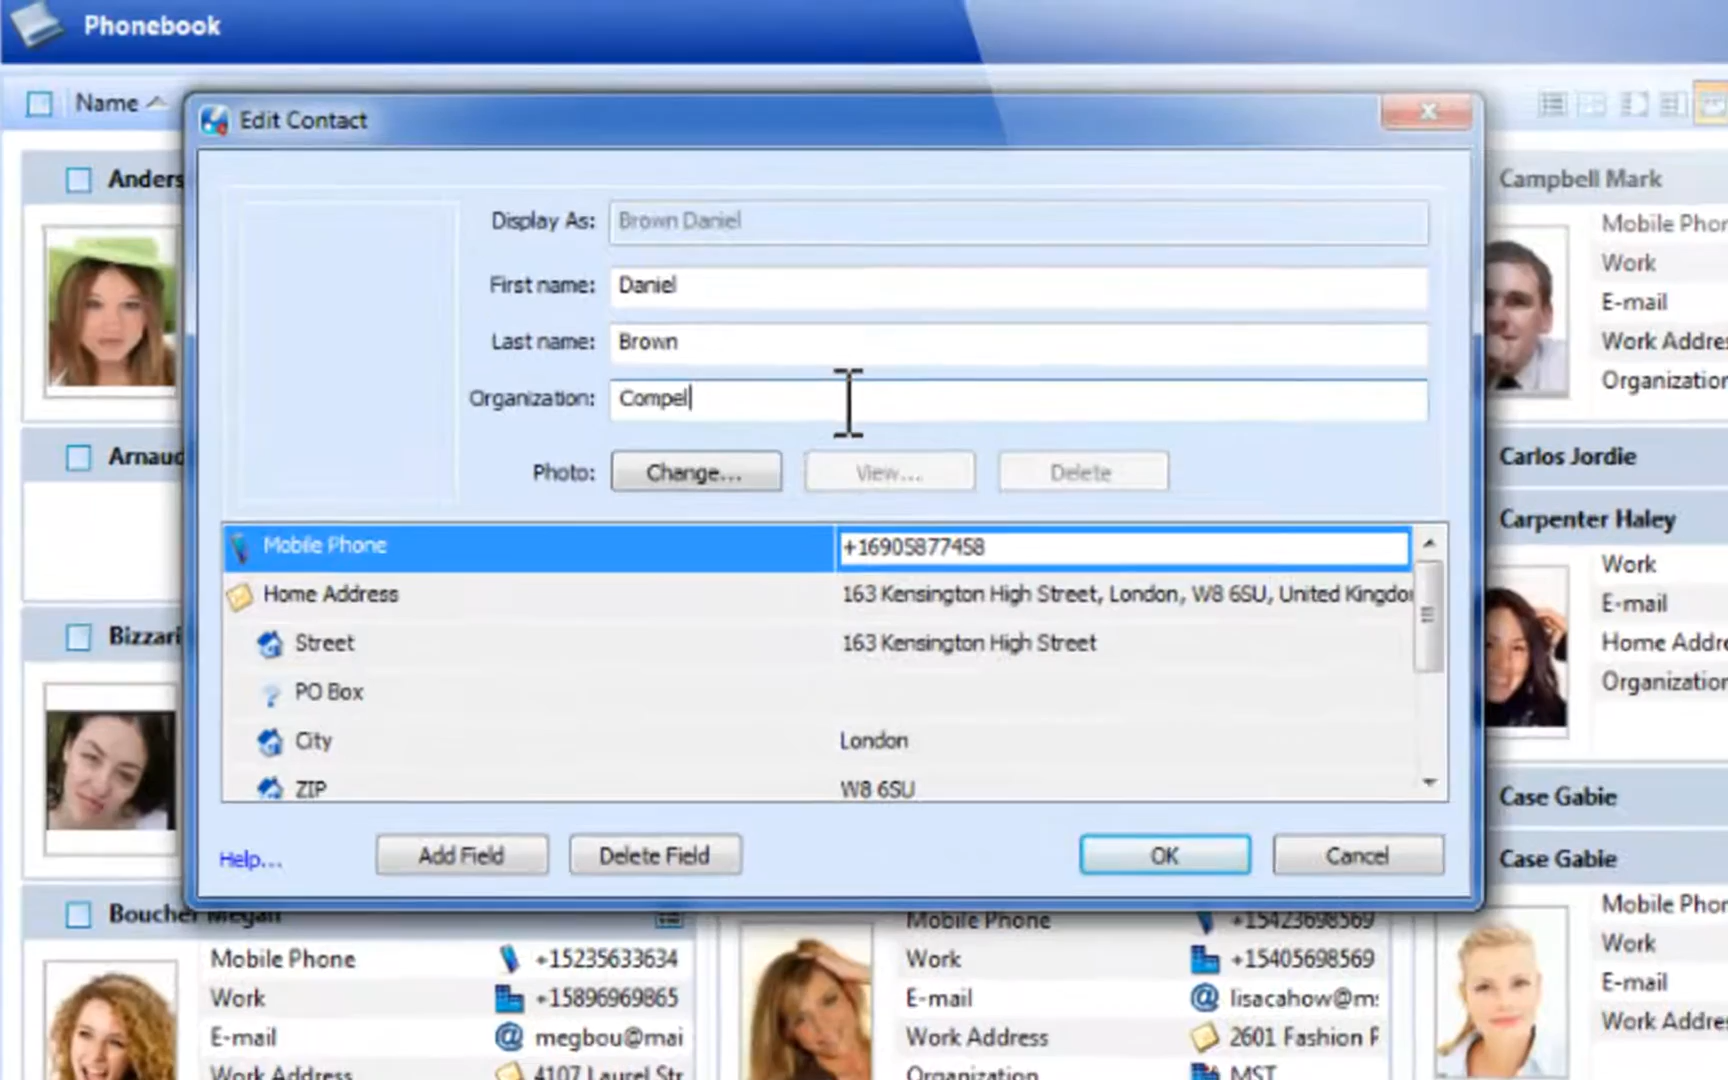 Phonebook
Name
Edit Contact
Anders
Display As: Brown Daniel
First name: Daniel
Last name: Brown
Organization: Compel
Photo: Change... View... Delete
Mobile Phone +16905877458
Home Address 163 Kensington High Street, London, W8 6SU, United Kingdo
Street 163 Kensington High Street
PO Box
City London
ZIP W8 6SU
Help... Add Field Delete Field OK Cancel
Arnaud
Bizzari
Boucher Megan
Mobile Phone +15235633634
Work +15896969865
E-mail megbou@mai
Work Address 4107 Laurel Str
Mobile Phone +15423698569
Work +15405698569
E-mail lisacahow@ms
Work Address 2601 Fashion P
Organization MST
Campbell Mark
Mobile Phon
Work
E-mail
Work Addres
Organization
Carlos Jordie
Carpenter Haley
Work
E-mail
Home Addre
Organization
Case Gabie
Case Gabie
Mobile Phon
Work
E-mail
Work Addres